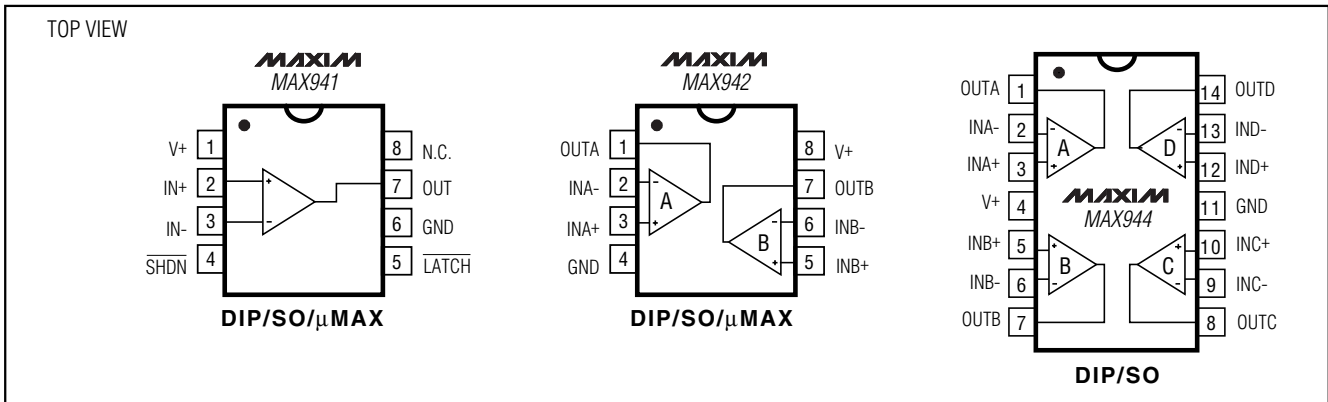 TOP VIEW
MAXIM
MAX941
V+ 1
IN+ 2
IN- 3
S̅H̅D̅N̅ 4
8 N.C.
7 OUT
6 GND
5 L̅A̅T̅C̅H̅
+
-
DIP/SO/µMAX
MAXIM
MAX942
OUTA 1
INA- 2
INA+ 3
GND 4
8 V+
7 OUTB
6 INB-
5 INB+
- A +
- B +
DIP/SO/µMAX
OUTA 1
INA- 2
INA+ 3
V+ 4
INB+ 5
INB- 6
OUTB 7
14 OUTD
13 IND-
12 IND+
11 GND
10 INC+
9 INC-
8 OUTC
- A +
- D +
MAXIM
MAX944
+ B -
+ C -
DIP/SO